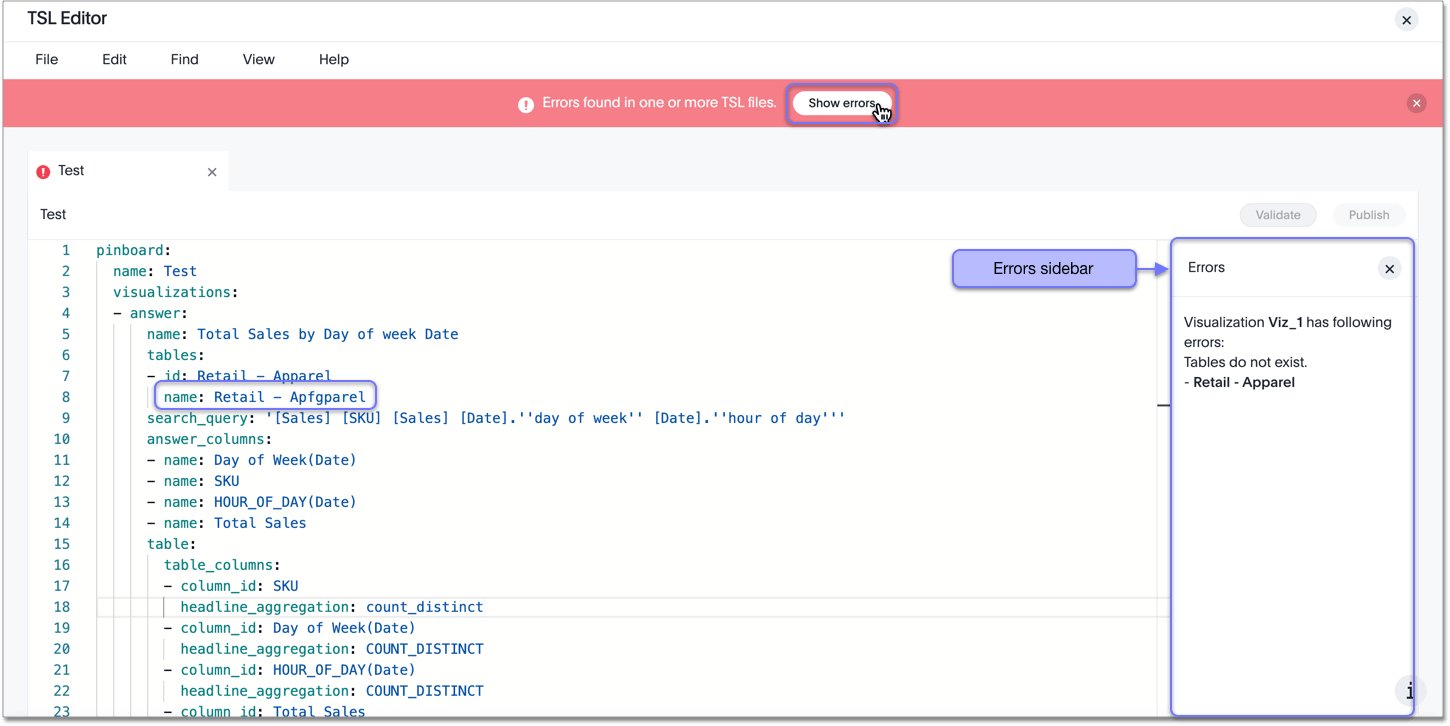 TSL Editor
File Edit Find View Help
Errors found in one or more TSL files. Show errors
Test
Test Validate Publish
1 pinboard:
2 name: Test
3 visualizations:
4 - answer:
5 name: Total Sales by Day of week Date
6 tables:
7 - id: Retail - Apparel
8 name: Retail - Apfgparel
9 search_query: '[Sales] [SKU] [Sales] [Date].''day of week'' [Date].''hour of day'''
10 answer_columns:
11 - name: Day of Week(Date)
12 - name: SKU
13 - name: HOUR_OF_DAY(Date)
14 - name: Total Sales
15 table:
16 table_columns:
17 - column_id: SKU
18 headline_aggregation: count_distinct
19 - column_id: Day of Week(Date)
20 headline_aggregation: COUNT_DISTINCT
21 - column_id: HOUR_OF_DAY(Date)
22 headline_aggregation: COUNT_DISTINCT
23 - column_id: Total Sales
Errors sidebar
Errors
Visualization Viz_1 has following
errors:
Tables do not exist.
- Retail - Apparel
i